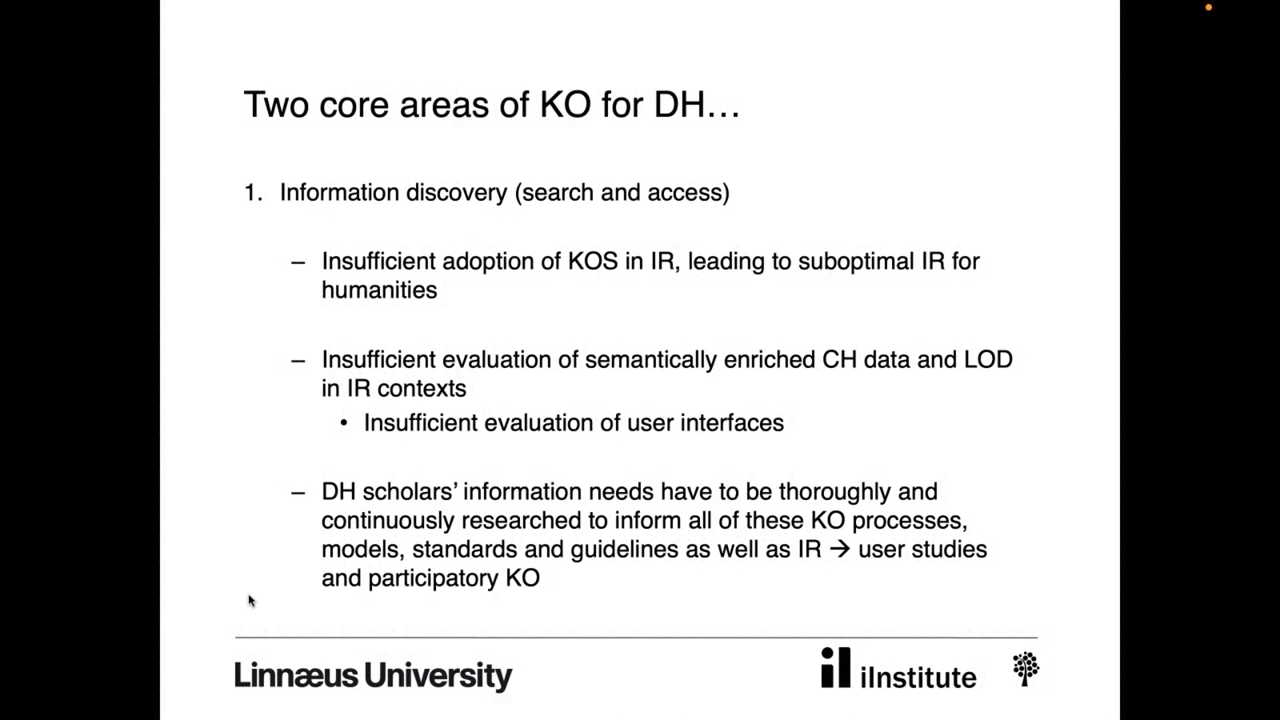 Two core areas of KO for DH…
1. Information discovery (search and access)
– Insufficient adoption of KOS in IR, leading to suboptimal IR for
humanities
– Insufficient evaluation of semantically enriched CH data and LOD
in IR contexts
• Insufficient evaluation of user interfaces
– DH scholars’ information needs have to be thoroughly and
continuously researched to inform all of these KO processes,
models, standards and guidelines as well as IR → user studies
and participatory KO
Linnæus University
iInstitute